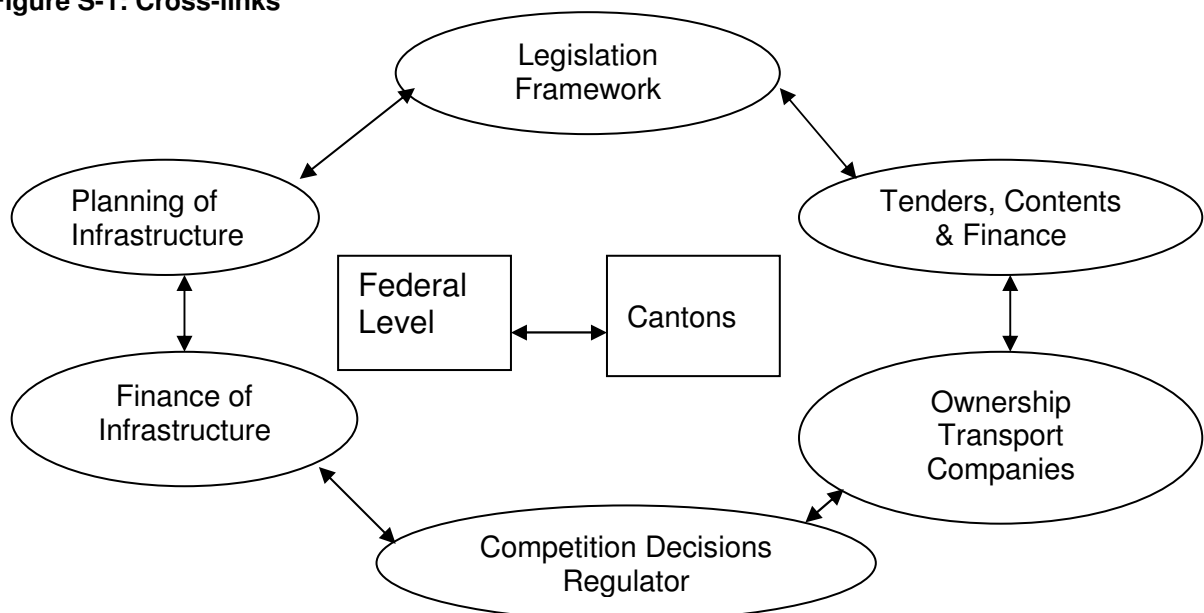 Figure S-1: Cross-links
Legislation
Framework
Planning of
Infrastructure
Tenders, Contents
& Finance
Federal
Level
Cantons
Finance of
Infrastructure
Ownership
Transport
Companies
Competition Decisions
Regulator